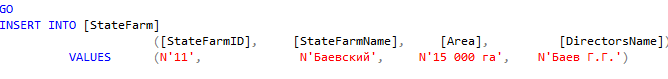 GO
INSERT INTO [StateFarm]
([StateFarmID], [StateFarmName], [Area], [DirectorsName])
VALUES (N'11', N'Баевский', N'15 000 га', N'Баев Г.Г.')